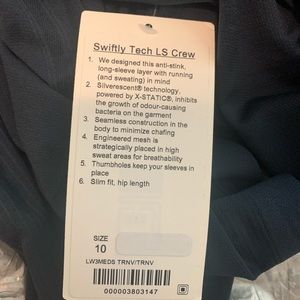 Swiftly Tech LS Crew
1. We designed this anti-stink,
long-sleeve layer with running
(and sweating) in mind
2. Silverescent® technology,
powered by X-STATIC®, inhibits
the growth of odour-causing
bacteria on the garment
3. Seamless construction in the
body to minimize chafing
4. Engineered mesh is
strategically placed in high
sweat areas for breathability
5. Thumbholes keep your sleeves in
place
6. Slim fit, hip length
SIZE
10
LW3MEDS TRNV/TRNV
000003803147